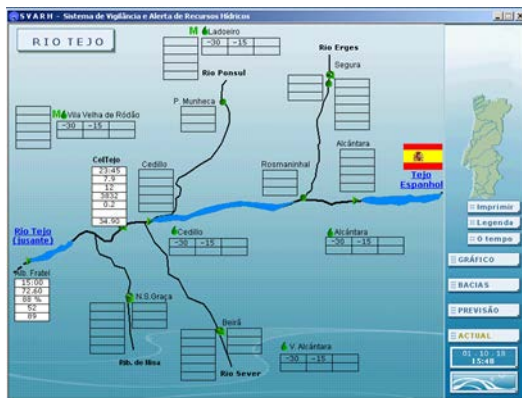 SVARH - Sistema de Vigilância e Alerta de Recursos Hídricos
RIO TEJO
M Ladoeiro
-30 -15
Rio Erges
Segura
Rio Ponsul
P. Munheca
M Vila Velha de Ródão
-30 -15
ColTejo
23:45
7.9
12
3832
0.2
34.90
Cedillo
Alcântara
Rosmaninhal
Tejo
Espanhol
Imprimir
Legenda
O tempo
Rio Tejo
(jusante)
Cedillo
-30 -15
Alcântara
-30 -15
GRÁFICO
Alb. Fratel
15:00
72.60
88 %
52
89
N.S.Graça
BACIAS
PREVISÃO
Beirã
ACTUAL
V. Alcântara
-30 -15
01 - 10 - 18
15:48
Rib. de Nisa
Rio Sever